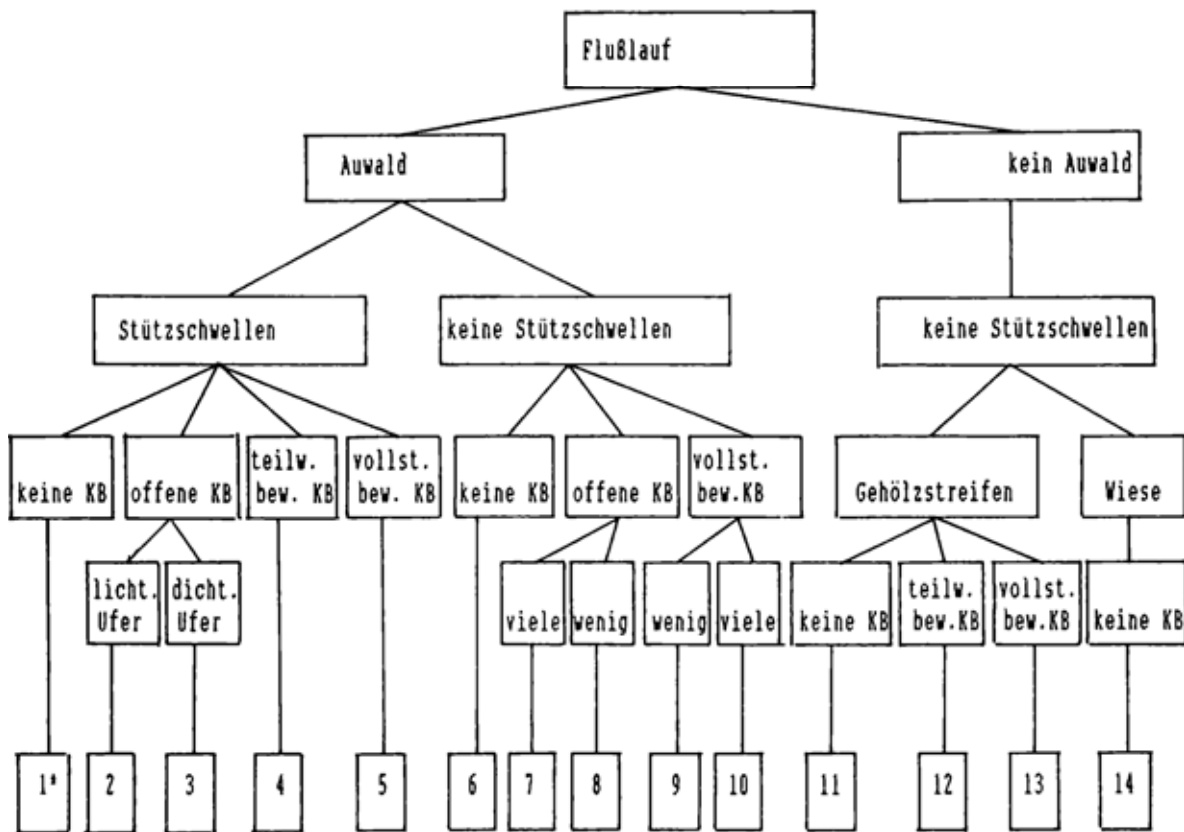 Flußlauf
Auwald
kein Auwald
Stützschwellen
keine Stützschwellen
keine Stützschwellen
keine KB
offene KB
teilw.
bew. KB
vollst.
bew. KB
keine KB
offene KB
vollst.
bew.KB
Gehölzstreifen
Wiese
licht.
Ufer
dicht.
Ufer
viele
wenig
wenig
viele
keine KB
teilw.
bew.KB
vollst.
bew.KB
keine KB
1*
2
3
4
5
6
7
8
9
10
11
12
13
14